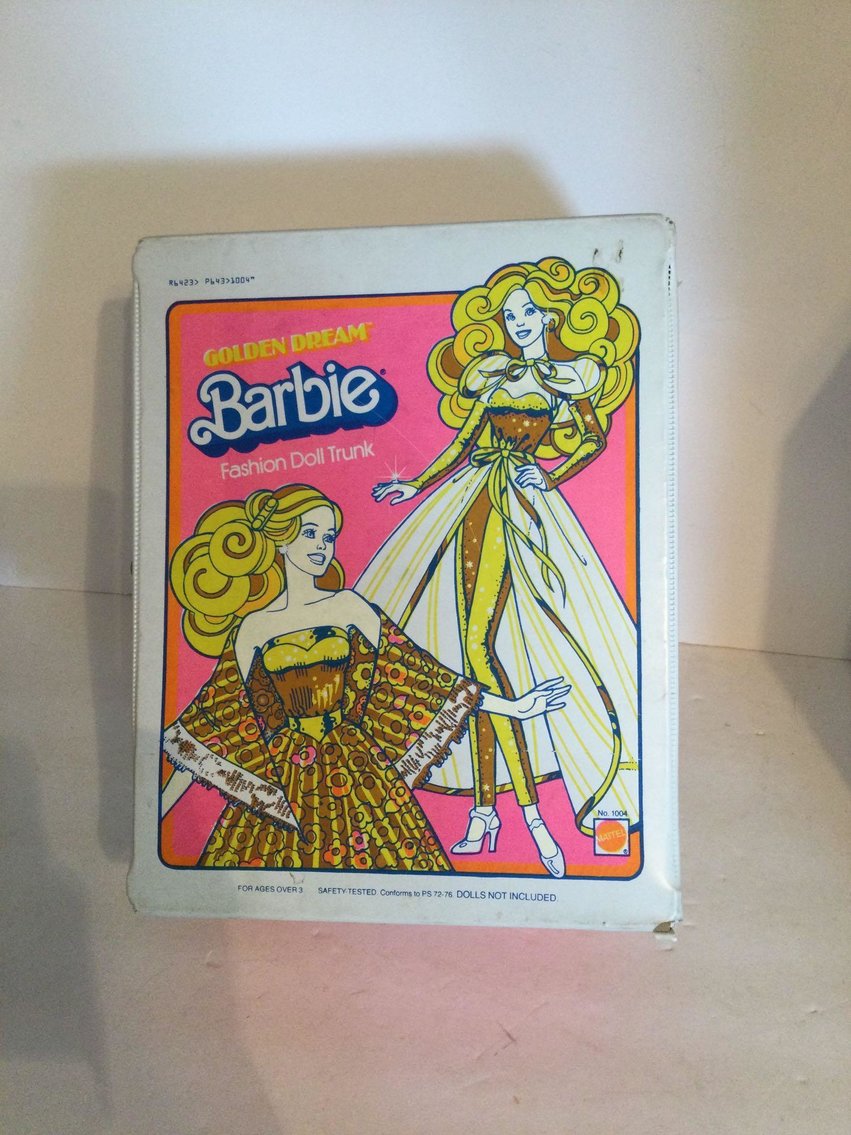 R6423> P643>1004"
GOLDEN DREAM™
Barbie®
Fashion Doll Trunk
No. 1004
MATTEL
®
FOR AGES OVER 3 SAFETY-TESTED. Conforms to PS 72-76. DOLLS NOT INCLUDED.